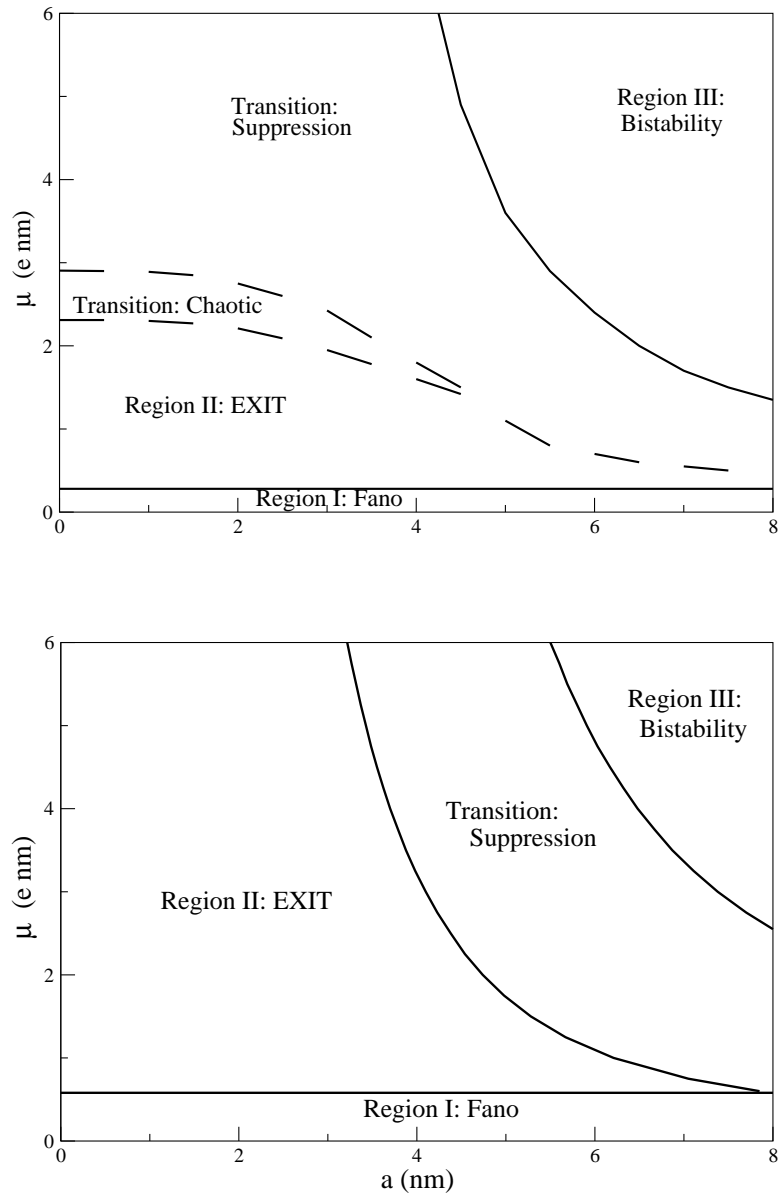 6
Transition:
Suppression
Region III:
Bistability
4
μ (e nm)
Transition: Chaotic
2
Region II: EXIT
Region I: Fano
0
0 2 4 6 8
6
Region III:
Bistability
Transition:
Suppression
4
μ (e nm)
Region II: EXIT
2
Region I: Fano
0
0 2 4 6 8
a (nm)